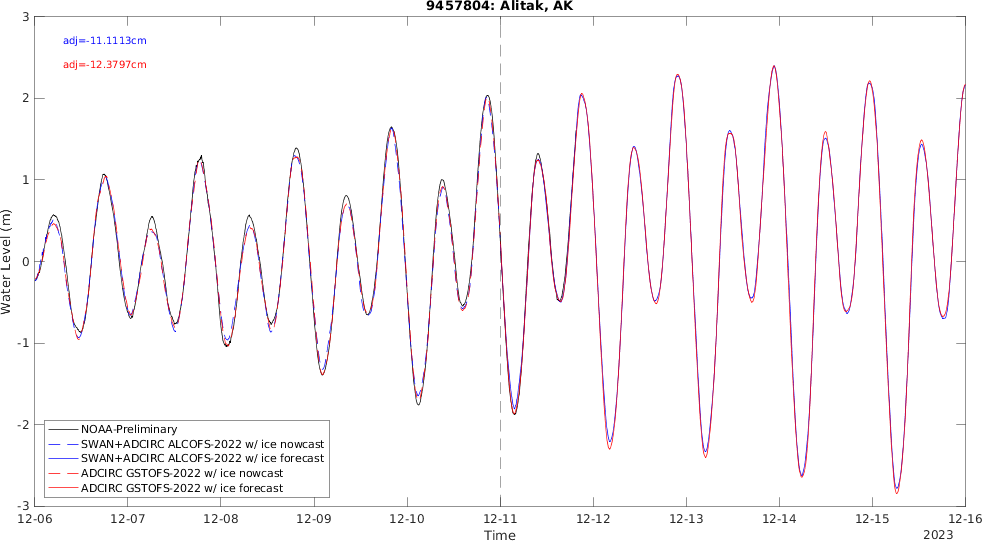 9457804: Alitak, AK
adj=-11.1113cm
adj=-12.3797cm
Water Level (m)
3
2
1
0
-1
-2
-3
NOAA-Preliminary
SWAN+ADCIRC ALCOFS-2022 w/ ice nowcast
SWAN+ADCIRC ALCOFS-2022 w/ ice forecast
ADCIRC GSTOFS-2022 w/ ice nowcast
ADCIRC GSTOFS-2022 w/ ice forecast
12-06 12-07 12-08 12-09 12-10 12-11 12-12 12-13 12-14 12-15 12-16
Time
2023